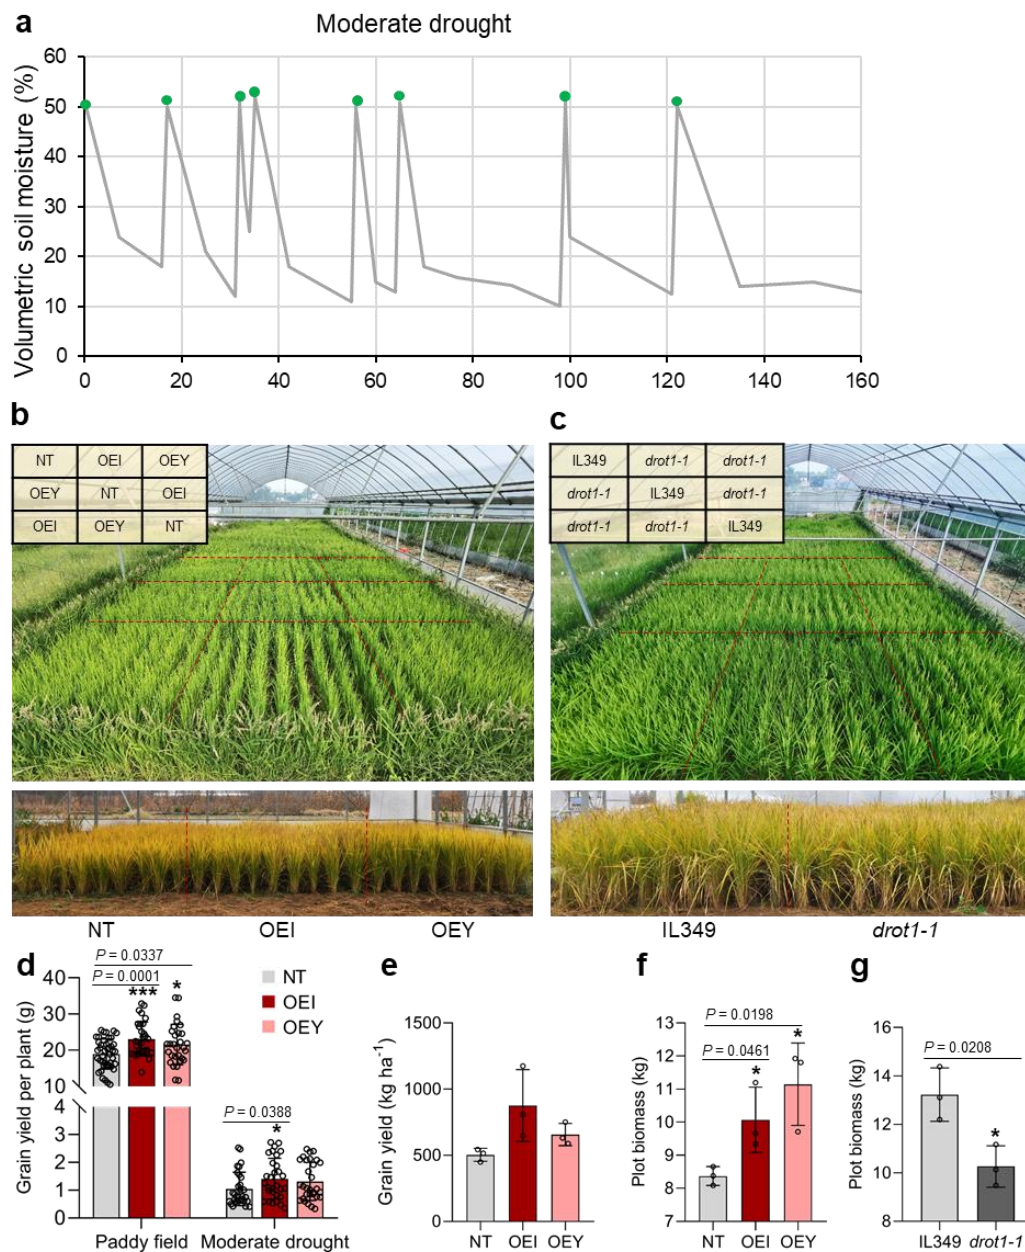 a
Moderate drought
Volumetric soil moisture (%)
60
50
40
30
20
10
0
0 20 40 60 80 100 120 140 160
b
NT OEI OEY
OEY NT OEI
OEI OEY NT
NT OEI OEY
c
IL349 drot1-1 drot1-1
drot1-1 IL349 drot1-1
drot1-1 drot1-1 IL349
IL349 drot1-1
d
Grain yield per plant (g)
P = 0.0337
P = 0.0001
*** *
40
30
20
10
4
3
2
1
0
P = 0.0388
*
NT
OEI
OEY
Paddy field Moderate drought
e
Grain yield (kg ha⁻¹)
1500
1000
500
0
NT OEI OEY
f
Plot biomass (kg)
P = 0.0198
P = 0.0461
*
*
13
12
11
10
9
8
7
NT OEI OEY
g
Plot biomass (kg)
P = 0.0208
*
16
14
12
10
8
IL349 drot1-1